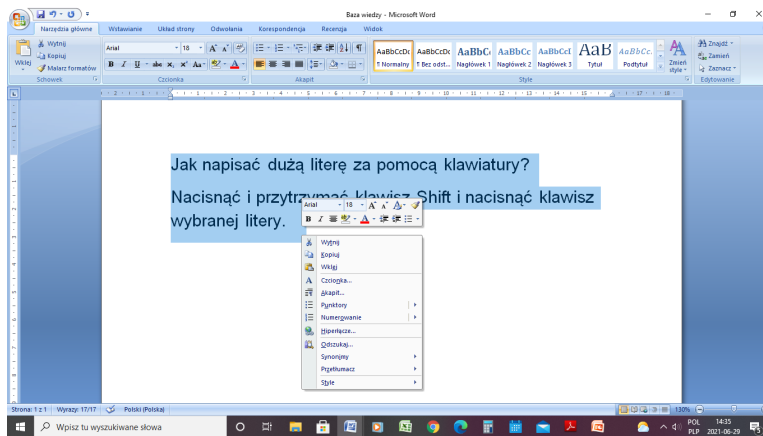 Baza wiedzy - Microsoft Word
Narzędzia główne Wstawianie Układ strony Odwołania Korespondencja Recenzja Widok
Wklej
Wytnij
Kopiuj
Malarz formatów
Schowek
Arial 18
Czcionka
Akapit
AaBbCcDc AaBbCcDc AaBbC AaBbCc AaBbCcI AaB AaBbCc.
¶ Normalny ¶ Bez odst... Nagłówek 1 Nagłówek 2 Nagłówek 3 Tytuł Podtytuł
Zmień style
Style
Znajdź
Zamień
Zaznacz
Edytowanie
Jak napisać dużą literę za pomocą klawiatury?
Nacisnąć i przytrzymać klawisz Shift i nacisnąć klawisz
wybranej litery.
Arial 18
Wytnij
Kopiuj
Wklej
Czcionka...
Akapit...
Punktory
Numerowanie
Hiperłącze...
Odszukaj...
Synonimy
Przetłumacz
Style
Strona: 1 z 1 Wyrazy: 17/17 Polski (Polska) 130%
Wpisz tu wyszukiwane słowa
POL 14:35
PLP 2021-06-29